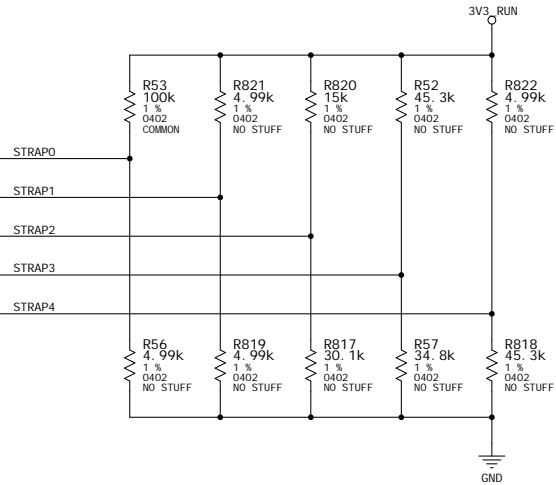 3V3_RUN
R53
100k
1 %
0402
COMMON
R821
4.99k
1 %
0402
NO STUFF
R820
15k
1 %
0402
NO STUFF
R52
45.3k
1 %
0402
NO STUFF
R822
4.99k
1 %
0402
NO STUFF
STRAP0
STRAP1
STRAP2
STRAP3
STRAP4
R56
4.99k
1 %
0402
NO STUFF
R819
4.99k
1 %
0402
NO STUFF
R817
30.1k
1 %
0402
NO STUFF
R57
34.8k
1 %
0402
NO STUFF
R818
45.3k
1 %
0402
NO STUFF
GND